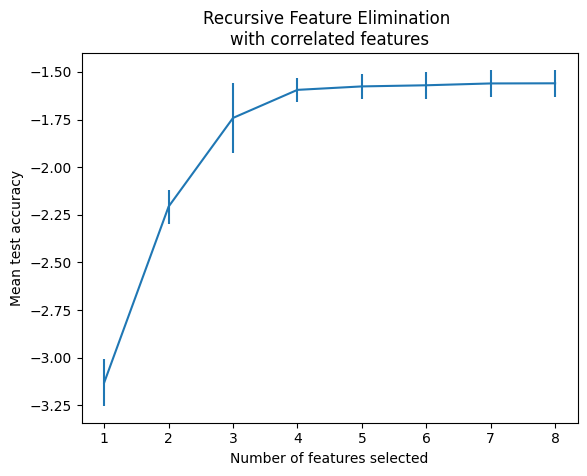 Recursive Feature Elimination
with correlated features
Mean test accuracy
−1.50
−1.75
−2.00
−2.25
−2.50
−2.75
−3.00
−3.25
1 2 3 4 5 6 7 8
Number of features selected